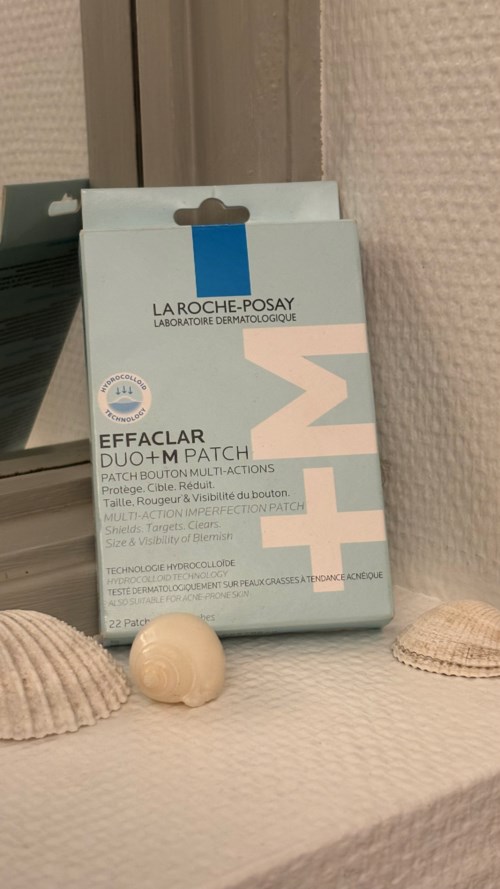 LA ROCHE-POSAY
LABORATOIRE DERMATOLOGIQUE
+M
HYDROCOLLOID
TECHNOLOGY
EFFACLAR
DUO+M PATCH
PATCH BOUTON MULTI-ACTIONS
Protège. Cible. Réduit.
Taille, Rougeur & Visibilité du bouton.
MULTI-ACTION IMPERFECTION PATCH
Shields. Targets. Clears.
Size & Visibility of Blemish
TECHNOLOGIE HYDROCOLLOÏDE
HYDROCOLLOID TECHNOLOGY
TESTÉ DERMATOLOGIQUEMENT SUR PEAUX GRASSES À TENDANCE ACNÉIQUE
ALSO SUITABLE FOR ACNE-PRONE SKIN
22